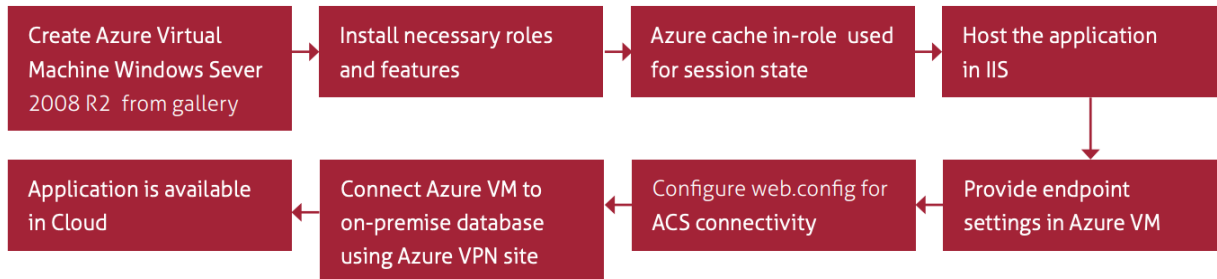 Create Azure Virtual
Machine Windows Sever
2008 R2 from gallery
Install necessary roles
and features
Azure cache in-role used
for session state
Host the application
in IIS
Provide endpoint
settings in Azure VM
Configure web.config for
ACS connectivity
Connect Azure VM to
on-premise database
using Azure VPN site
Application is available
in Cloud